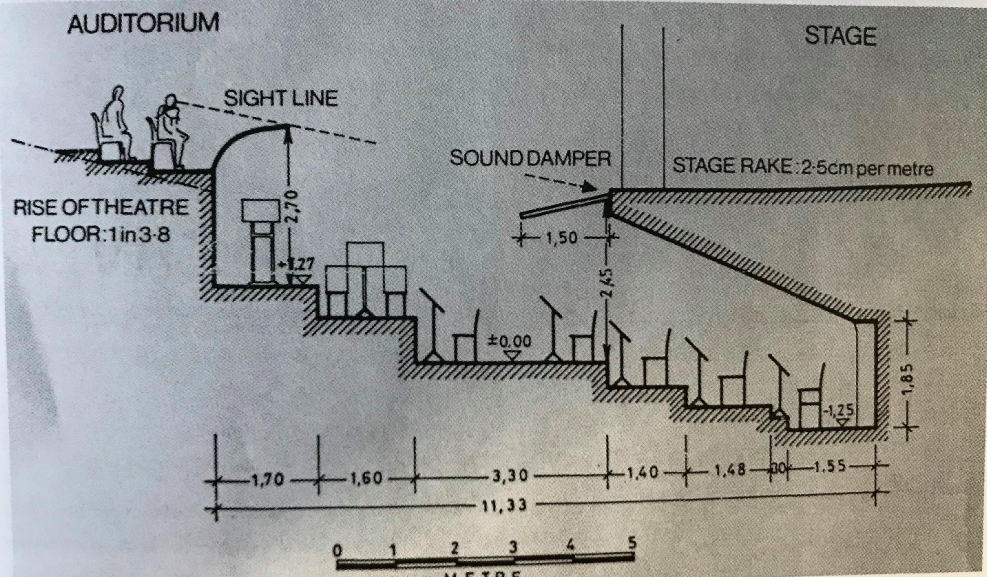 AUDITORIUM
STAGE
SIGHT LINE
SOUND DAMPER
STAGE RAKE: 2·5cm per metre
RISE OF THEATRE
FLOOR: 1 in 3·8
2,70
1,50
+1,27
2,45
±0,00
1,85
-1,25
1,70
1,60
3,30
1,40
1,48
30
1.55
11,33
0 1 2 3 4 5
METRE